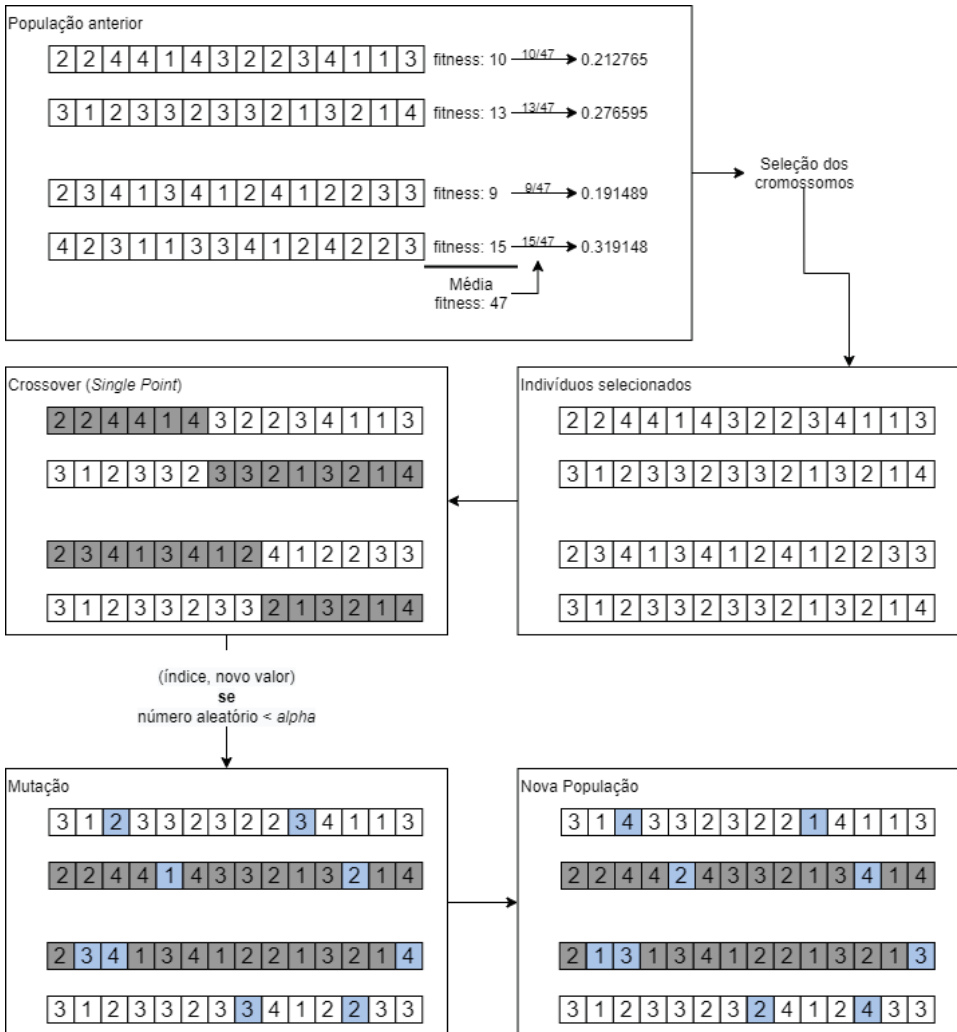 População anterior
2 2 4 4 1 4 3 2 2 3 4 1 1 3 fitness: 10 10/47 0.212765
3 1 2 3 3 2 3 3 2 1 3 2 1 4 fitness: 13 13/47 0.276595
2 3 4 1 3 4 1 2 4 1 2 2 3 3 fitness: 9 9/47 0.191489
4 2 3 1 1 3 3 4 1 2 4 2 2 3 fitness: 15 15/47 0.319148
Média
fitness: 47
Seleção dos
cromossomos
Indivíduos selecionados
2 2 4 4 1 4 3 2 2 3 4 1 1 3
3 1 2 3 3 2 3 3 2 1 3 2 1 4
2 3 4 1 3 4 1 2 4 1 2 2 3 3
3 1 2 3 3 2 3 3 2 1 3 2 1 4
Crossover (Single Point)
2 2 4 4 1 4 3 2 2 3 4 1 1 3
3 1 2 3 3 2 3 3 2 1 3 2 1 4
2 3 4 1 3 4 1 2 4 1 2 2 3 3
3 1 2 3 3 2 3 3 2 1 3 2 1 4
(índice, novo valor)
se
número aleatório < alpha
Mutação
3 1 2 3 3 2 3 2 2 3 4 1 1 3
2 2 4 4 1 4 3 3 2 1 3 2 1 4
2 3 4 1 3 4 1 2 2 1 3 2 1 4
3 1 2 3 3 2 3 3 4 1 2 2 3 3
Nova População
3 1 4 3 3 2 3 2 2 1 4 1 1 3
2 2 4 4 2 4 3 3 2 1 3 4 1 4
2 1 3 1 3 4 1 2 2 1 3 2 1 3
3 1 2 3 3 2 3 2 4 1 2 4 3 3